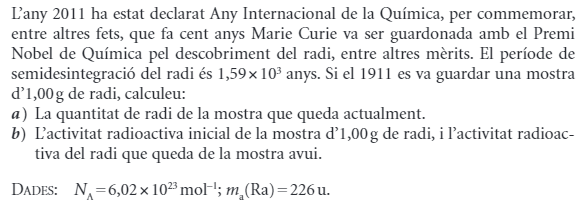 L'any 2011 ha estat declarat Any Internacional de la Química, per commemorar,
entre altres fets, que fa cent anys Marie Curie va ser guardonada amb el Premi
Nobel de Química pel descobriment del radi, entre altres mèrits. El període de
semidesintegració del radi és 1,59 × 10³ anys. Si el 1911 es va guardar una mostra
d'1,00 g de radi, calculeu:
a) La quantitat de radi de la mostra que queda actualment.
b) L'activitat radioactiva inicial de la mostra d'1,00 g de radi, i l'activitat radioac-
tiva del radi que queda de la mostra avui.
DADES: N_A = 6,02 × 10²³ mol⁻¹; m_a(Ra) = 226 u.